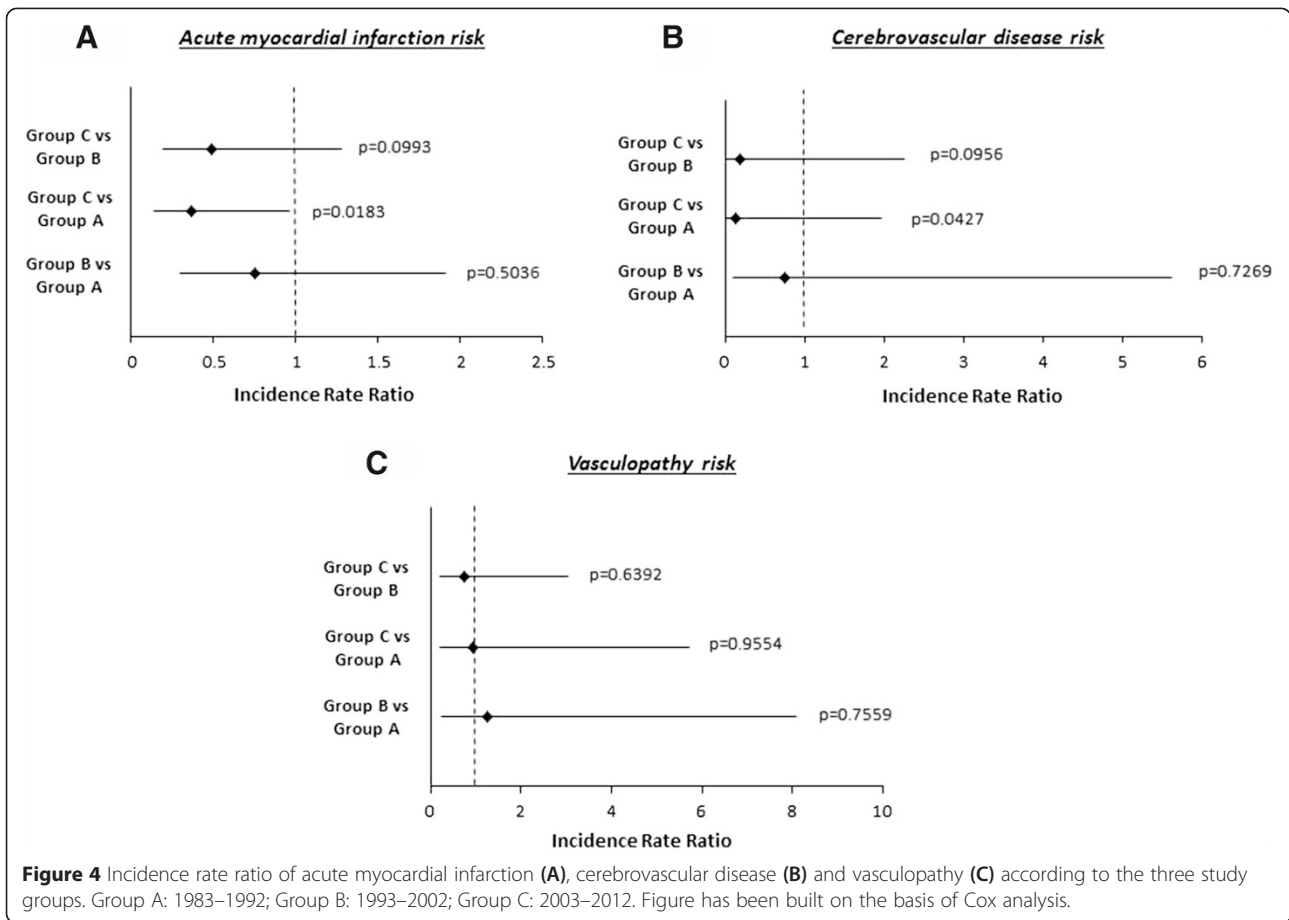 A
Acute myocardial infarction risk
Group C vs
Group B
p=0.0993
Group C vs
Group A
p=0.0183
Group B vs
Group A
p=0.5036
0 0.5 1 1.5 2 2.5
Incidence Rate Ratio
B
Cerebrovascular disease risk
Group C vs
Group B
p=0.0956
Group C vs
Group A
p=0.0427
Group B vs
Group A
p=0.7269
0 1 2 3 4 5 6
Incidence Rate Ratio
C
Vasculopathy risk
Group C vs
Group B
p=0.6392
Group C vs
Group A
p=0.9554
Group B vs
Group A
p=0.7559
0 2 4 6 8 10
Incidence Rate Ratio
Figure 4 Incidence rate ratio of acute myocardial infarction (A), cerebrovascular disease (B) and vasculopathy (C) according to the three study
groups. Group A: 1983–1992; Group B: 1993–2002; Group C: 2003–2012. Figure has been built on the basis of Cox analysis.